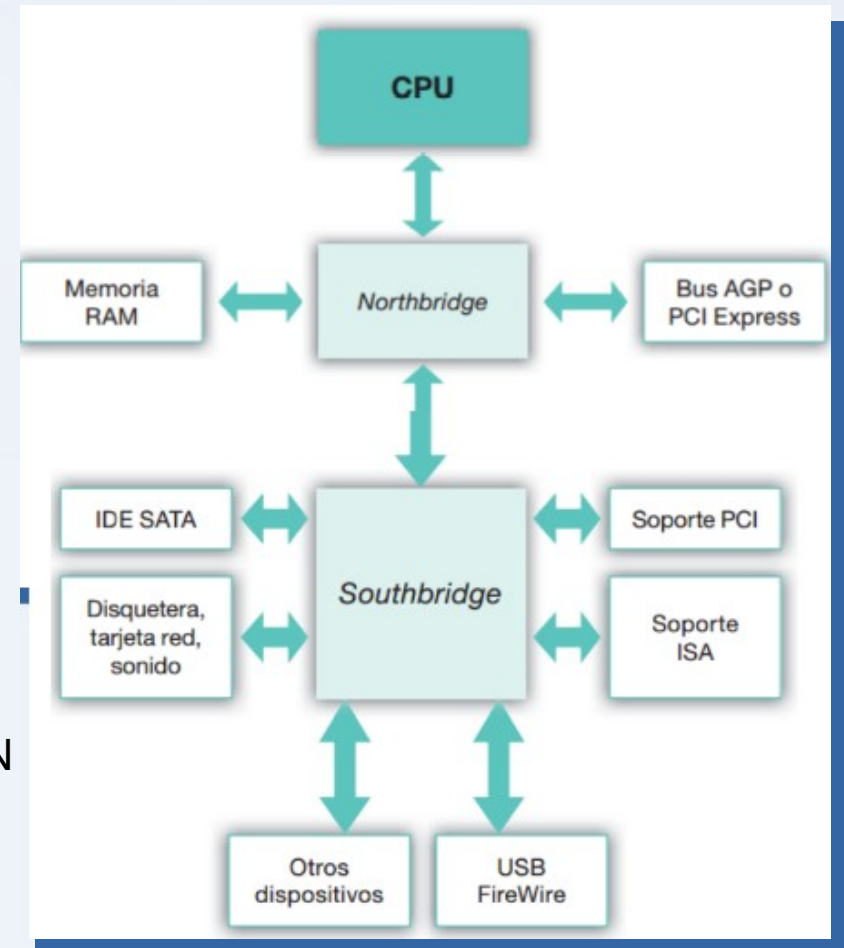 CPU
Memoria
RAM
Northbridge
Bus AGP o
PCI Express
IDE SATA
Soporte PCI
Southbridge
Disquetera,
tarjeta red,
sonido
Soporte
ISA
N
Otros
dispositivos
USB
FireWire